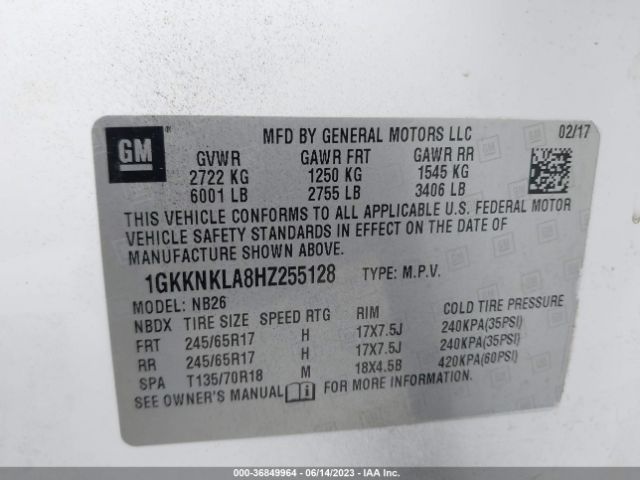 GM ®
MFD BY GENERAL MOTORS LLC 02/17
GVWR GAWR FRT GAWR RR
2722 KG 1250 KG 1545 KG
6001 LB 2755 LB 3406 LB
THIS VEHICLE CONFORMS TO ALL APPLICABLE U.S. FEDERAL MOTOR
VEHICLE SAFETY STANDARDS IN EFFECT ON THE DATE OF
MANUFACTURE SHOWN ABOVE.
1GKKNKLA8HZ255128 TYPE: M.P.V.
MODEL: NB26
NBDX TIRE SIZE SPEED RTG RIM COLD TIRE PRESSURE
FRT 245/65R17 H 17X7.5J 240KPA(35PSI)
RR 245/65R17 H 17X7.5J 240KPA(35PSI)
SPA T135/70R18 M 18X4.5B 420KPA(60PSI)
SEE OWNER'S MANUAL FOR MORE INFORMATION.
000-36849964 - 06/14/2023 - IAA Inc.